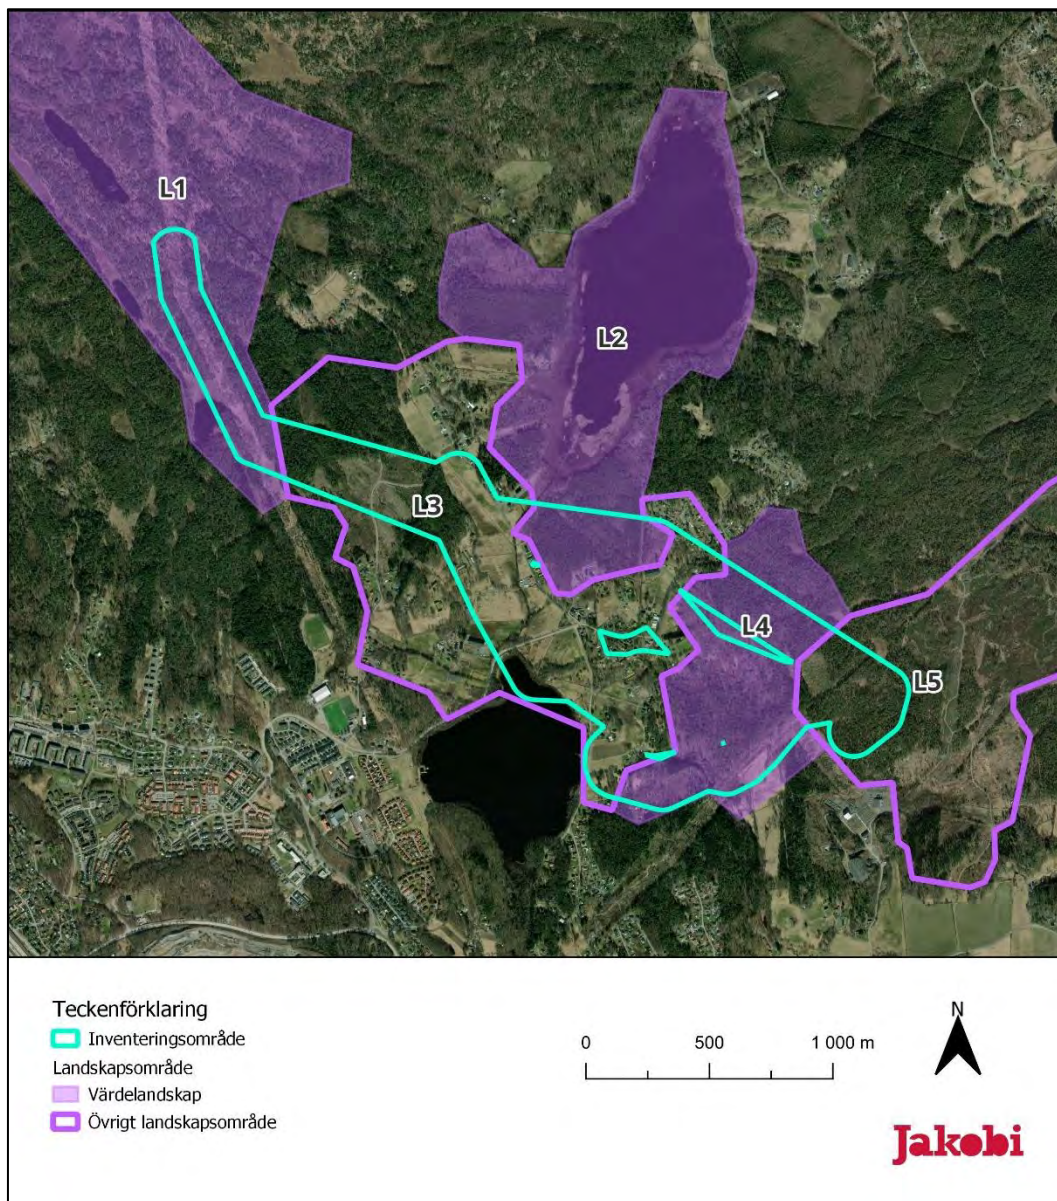 L1
L2
L3
L4
L5
Teckenförklaring
Inventeringsområde
Landskapsområde
Värdelandskap
Övrigt landskapsområde
0 500 1 000 m
N
Jakobi